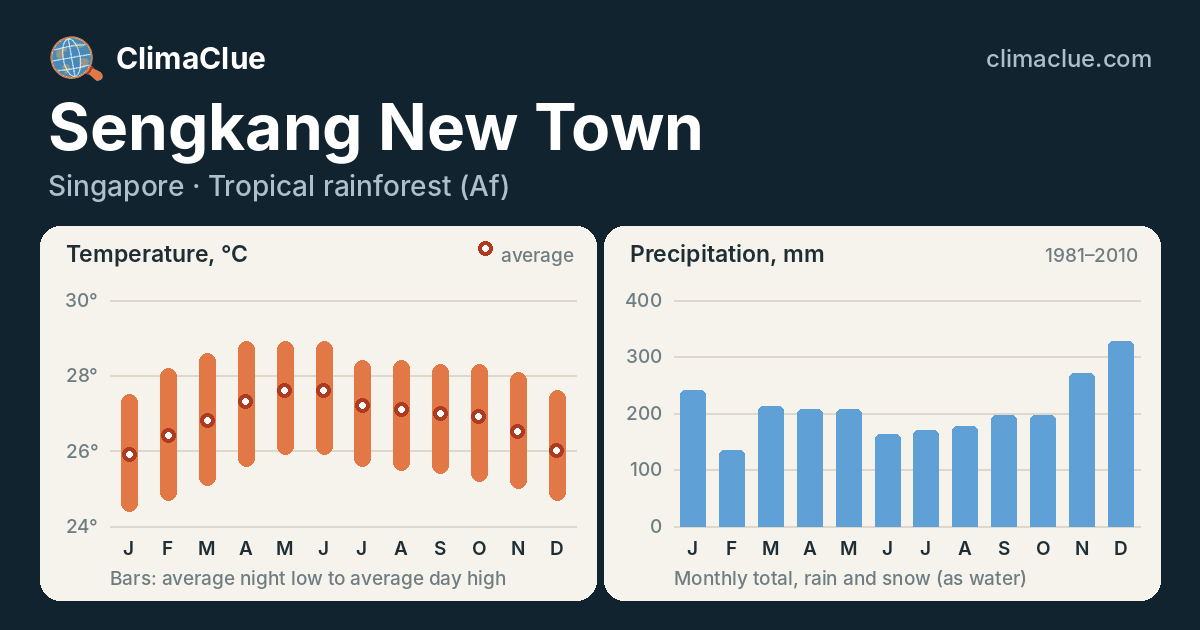 ClimaClue
climaclue.com
Sengkang New Town
Singapore · Tropical rainforest (Af)
Temperature, °C
average
30°
28°
26°
24°
J F M A M J J A S O N D
Bars: average night low to average day high
Precipitation, mm
1981–2010
400
300
200
100
0
J F M A M J J A S O N D
Monthly total, rain and snow (as water)